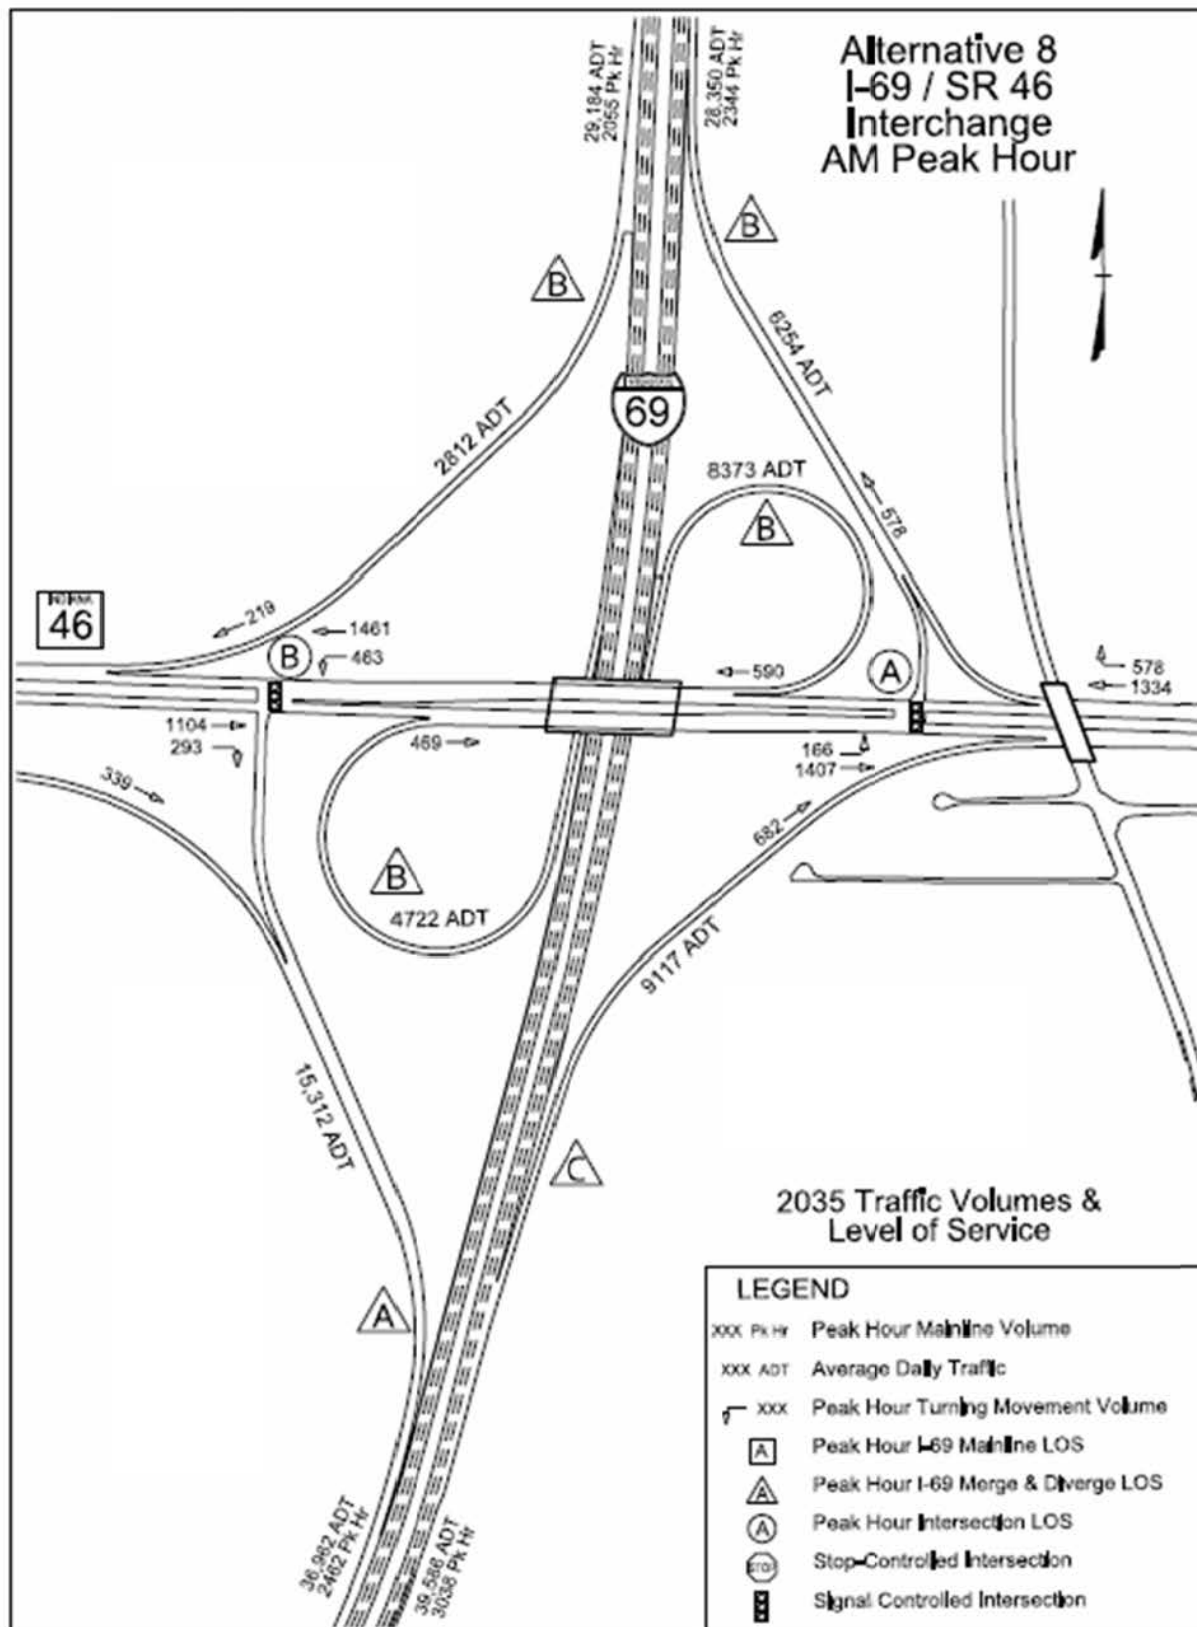 Alternative 8
I-69 / SR 46
Interchange
AM Peak Hour
29,184 ADT
2055 Pk Hr
28,350 ADT
2344 Pk Hr
B
B
6254 ADT
69
2812 ADT
8373 ADT
B
578
INDIANA
46
219
1461
B
463
590
A
578
1334
1104
293
469
166
1407
339
682
B
4722 ADT
9117 ADT
15,312 ADT
C
A
2035 Traffic Volumes &
Level of Service
36,962 ADT
2462 Pk Hr
39,586 ADT
3038 Pk Hr
LEGEND
XXX Pk Hr Peak Hour Mainline Volume
XXX ADT Average Daily Traffic
XXX Peak Hour Turning Movement Volume
A Peak Hour I-69 Mainline LOS
A Peak Hour I-69 Merge & Diverge LOS
A Peak Hour Intersection LOS
STOP Stop-Controlled Intersection
Signal Controlled Intersection